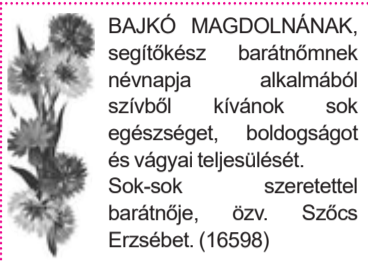 BAJKÓ MAGDOLNÁNAK,
segítőkész barátnőmnek
névnapja alkalmából
szívből kívánok sok
egészséget, boldogságot
és vágyai teljesülését.
Sok-sok szeretettel
barátnője, özv. Szőcs
Erzsébet. (16598)